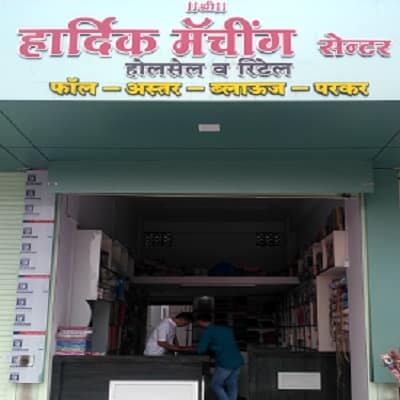 ॥श्री॥
हार्दिक मॅचींग सेन्टर
होलसेल व रिटेल
फॉल – अस्तर – ब्लाऊज – परकर